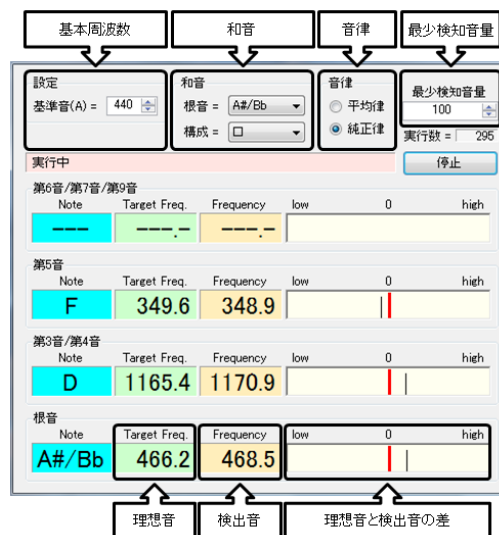 基本周波数 和音 音律 最少検知音量
設定 和音 音律 最少検知音量
基準音(A) = 440 根音 = A#/Bb 平均律 100
構成 = □ 純正律 実行数 = 295
実行中 停止
第6音/第7音/第9音
Note Target Freq. Frequency low 0 high
--- ---.- ---.-
第5音
Note Target Freq. Frequency low 0 high
F 349.6 348.9
第3音/第4音
Note Target Freq. Frequency low 0 high
D 1165.4 1170.9
根音
Note Target Freq. Frequency low 0 high
A#/Bb 466.2 468.5
理想音 検出音 理想音と検出音の差